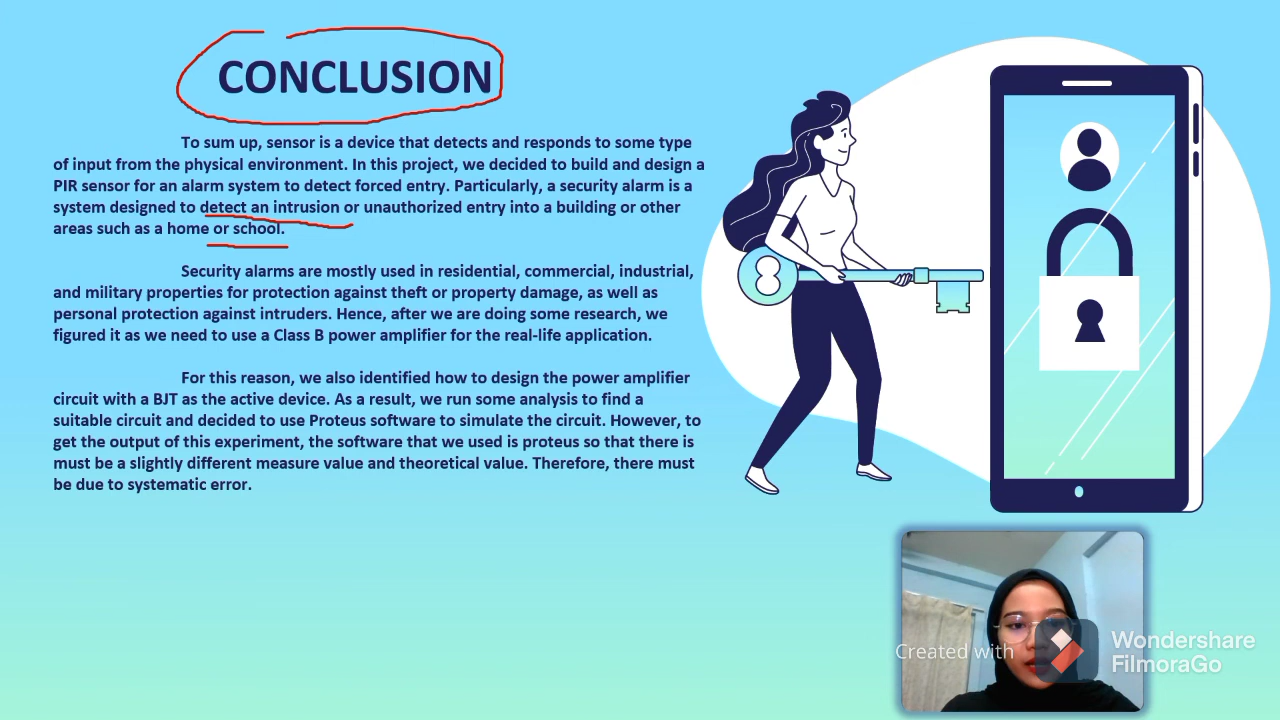 CONCLUSION
To sum up, sensor is a device that detects and responds to some type
of input from the physical environment. In this project, we decided to build and design a
PIR sensor for an alarm system to detect forced entry. Particularly, a security alarm is a
system designed to detect an intrusion or unauthorized entry into a building or other
areas such as a home or school.
Security alarms are mostly used in residential, commercial, industrial,
and military properties for protection against theft or property damage, as well as
personal protection against intruders. Hence, after we are doing some research, we
figured it as we need to use a Class B power amplifier for the real-life application.
For this reason, we also identified how to design the power amplifier
circuit with a BJT as the active device. As a result, we run some analysis to find a
suitable circuit and decided to use Proteus software to simulate the circuit. However, to
get the output of this experiment, the software that we used is proteus so that there is
must be a slightly different measure value and theoretical value. Therefore, there must
be due to systematic error.
Created with
Wondershare
FilmoraGo